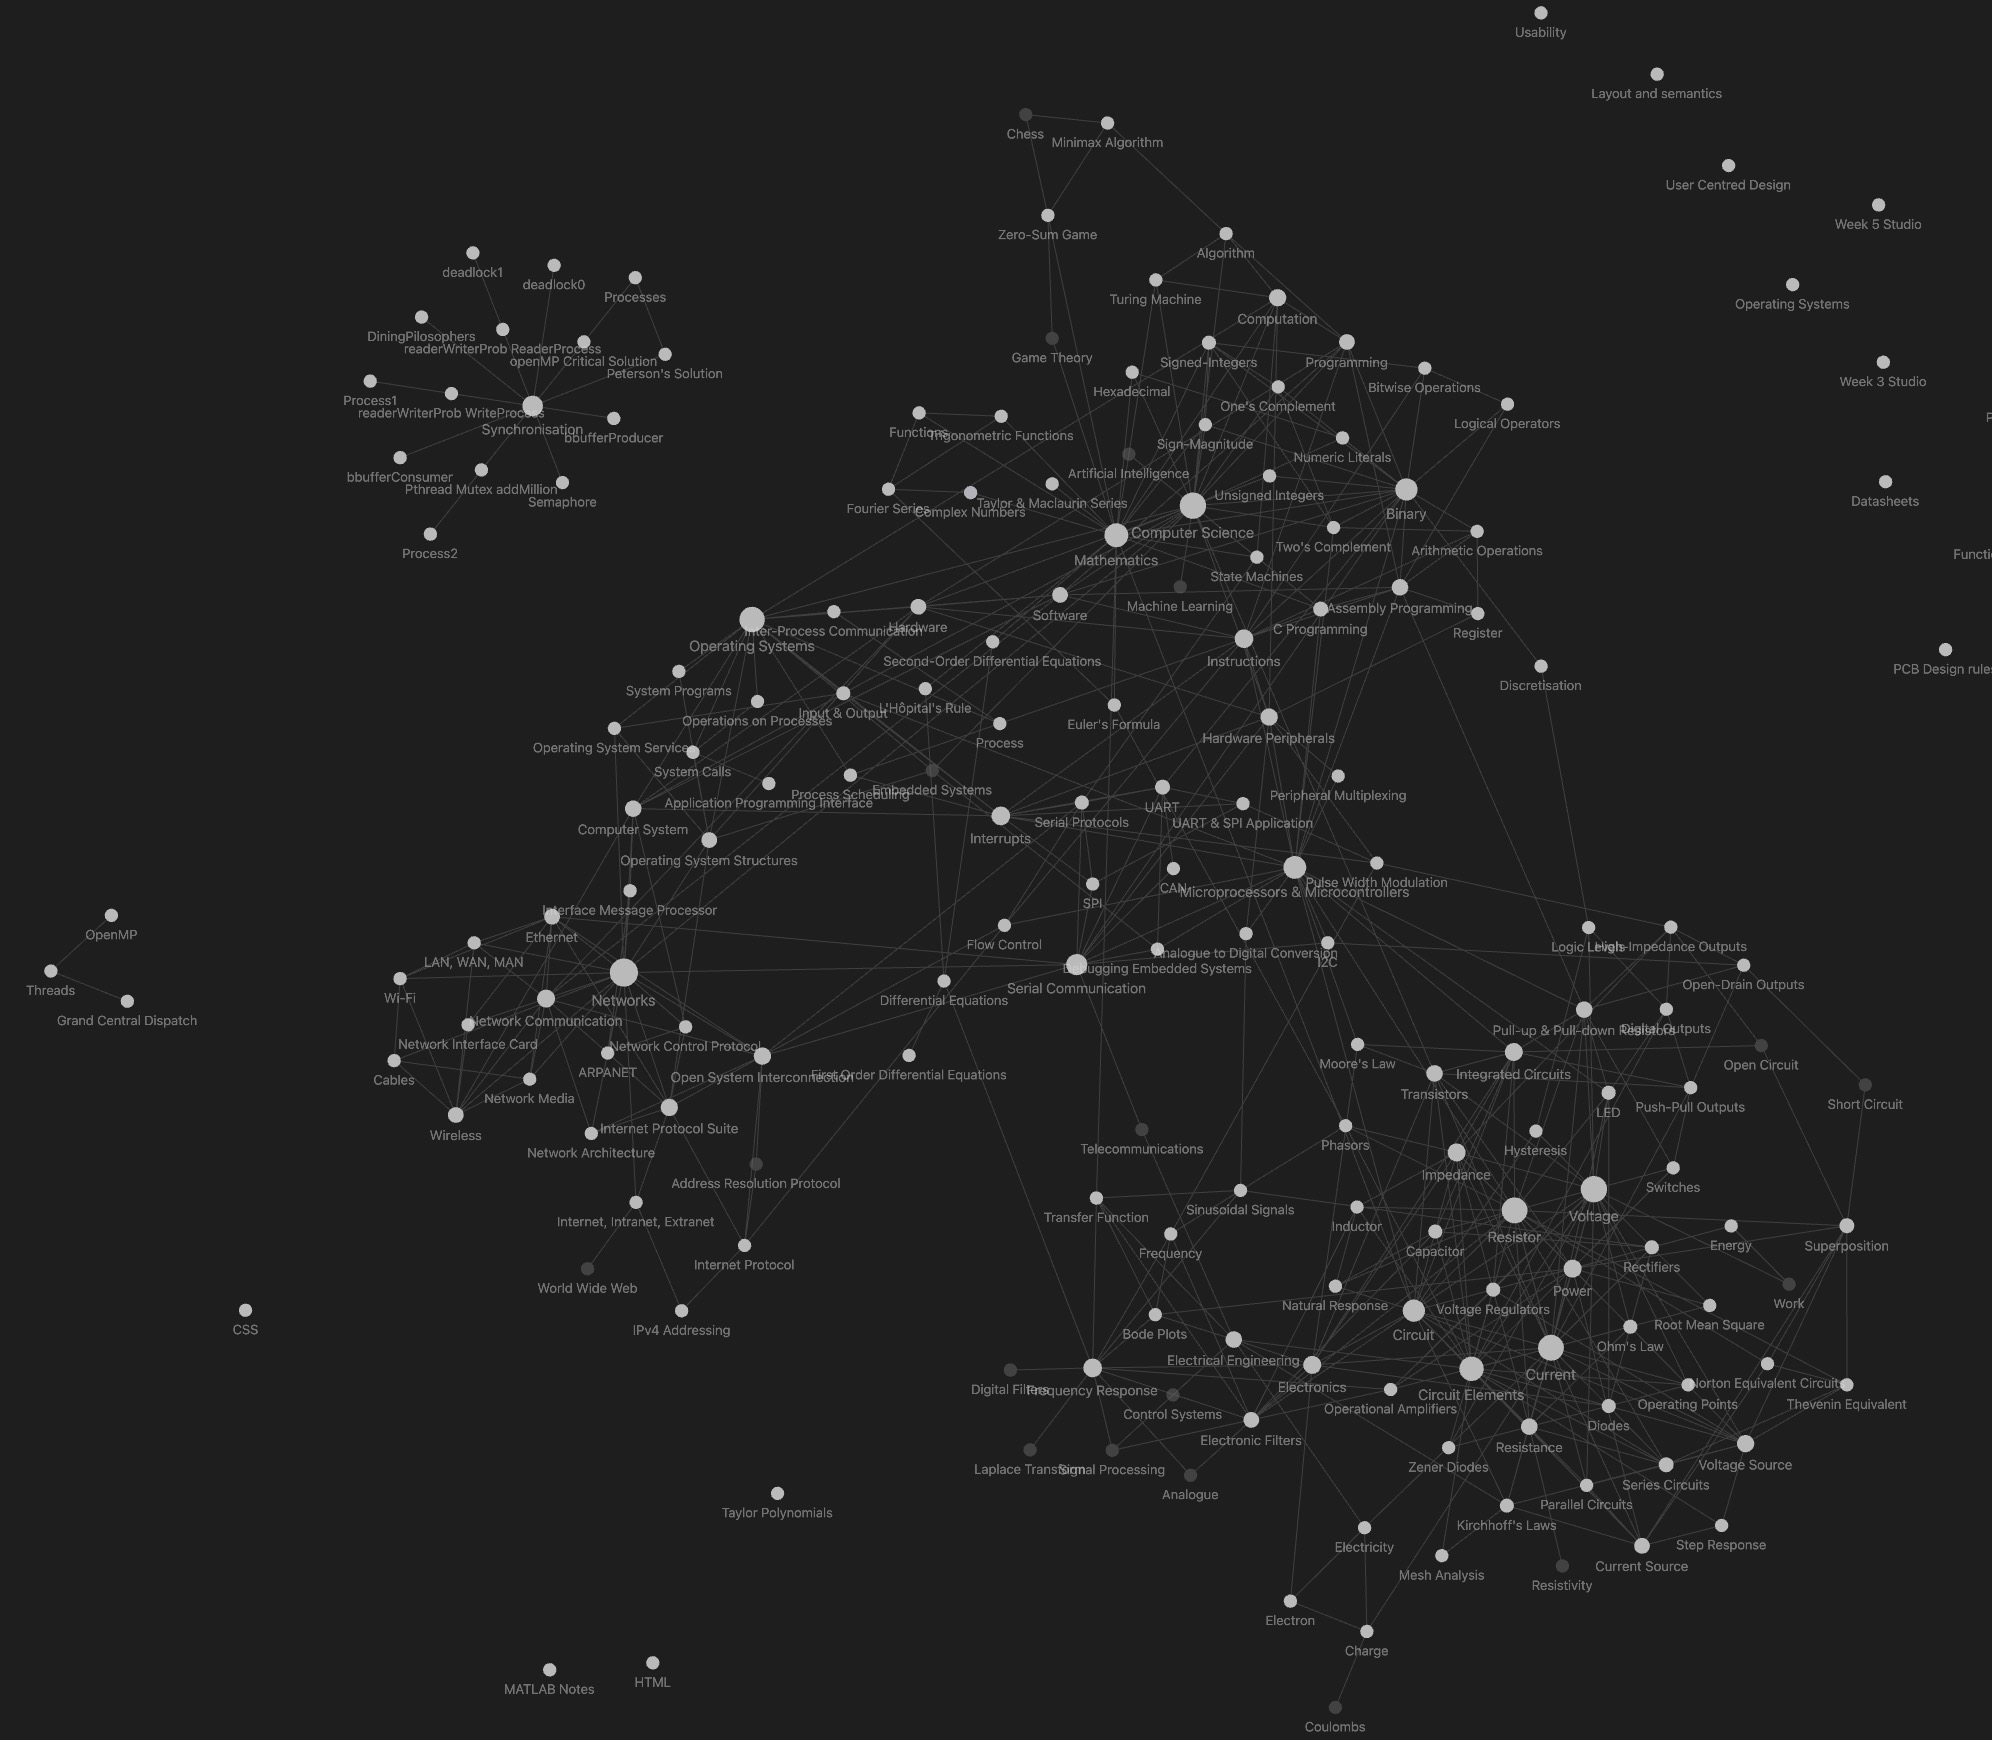 Usability
Layout and semantics
Chess
Minimax Algorithm
User Centred Design
Week 5 Studio
Zero-Sum Game
Algorithm
deadlock1
deadlock0
Processes
Turing Machine
Operating Systems
Computation
DiningPilosophers
readerWriterProb ReaderProcess
openMP Critical Solution
Peterson's Solution
Game Theory
Signed-Integers
Programming
Week 3 Studio
Hexadecimal
Bitwise Operations
Process1
readerWriterProb WriteProcess
One's Complement
Synchronisation
bbufferProducer
Functions
Trigonometric Functions
Sign-Magnitude
Logical Operators
Numeric Literals
bbufferConsumer
Pthread Mutex addMillion
Semaphore
Artificial Intelligence
Fourier Series
Complex Numbers
Taylor & Maclaurin Series
Unsigned Integers
Datasheets
Binary
Computer Science
Process2
Mathematics
Two's Complement
Arithmetic Operations
Functi
State Machines
Machine Learning
Software
Assembly Programming
Inter-Process Communication
Hardware
C Programming
Register
Operating Systems
Second-Order Differential Equations
Instructions
PCB Design rules
System Programs
Discretisation
L'Hôpital's Rule
Input & Output
Operations on Processes
Euler's Formula
Process
Hardware Peripherals
Operating System Services
System Calls
Embedded Systems
Process Scheduling
Peripheral Multiplexing
Application Programming Interface
UART
Serial Protocols
UART & SPI Application
Computer System
Interrupts
Operating System Structures
Pulse Width Modulation
CAN
Microprocessors & Microcontrollers
SPI
Interface Message Processor
OpenMP
Ethernet
Flow Control
Logic Levels
High-Impedance Outputs
LAN, WAN, MAN
Analogue to Digital Conversion
I2C
Debugging Embedded Systems
Open-Drain Outputs
Threads
Serial Communication
Wi-Fi
Networks
Differential Equations
Grand Central Dispatch
Network Communication
Pull-up & Pull-down Resistors
Digital Outputs
Network Interface Card
Network Control Protocol
Moore's Law
Open Circuit
ARPANET
Open System Interconnection
First Order Differential Equations
Integrated Circuits
Cables
Transistors
Network Media
Short Circuit
Push-Pull Outputs
LED
Wireless
Internet Protocol Suite
Telecommunications
Phasors
Network Architecture
Hysteresis
Impedance
Address Resolution Protocol
Switches
Sinusoidal Signals
Transfer Function
Voltage
Internet, Intranet, Extranet
Inductor
Resistor
Energy
Superposition
Capacitor
Frequency
Internet Protocol
Rectifiers
World Wide Web
Power
Work
Natural Response
Voltage Regulators
Root Mean Square
CSS
IPv4 Addressing
Bode Plots
Circuit
Ohm's Law
Electrical Engineering
Current
Norton Equivalent Circuit
Digital Filters
Frequency Response
Electronics
Circuit Elements
Operating Points
Thevenin Equivalent
Control Systems
Operational Amplifiers
Diodes
Electronic Filters
Resistance
Laplace Transform
Signal Processing
Zener Diodes
Voltage Source
Series Circuits
Analogue
Parallel Circuits
Taylor Polynomials
Kirchhoff's Laws
Electricity
Step Response
Current Source
Mesh Analysis
Resistivity
Electron
Charge
HTML
MATLAB Notes
Coulombs